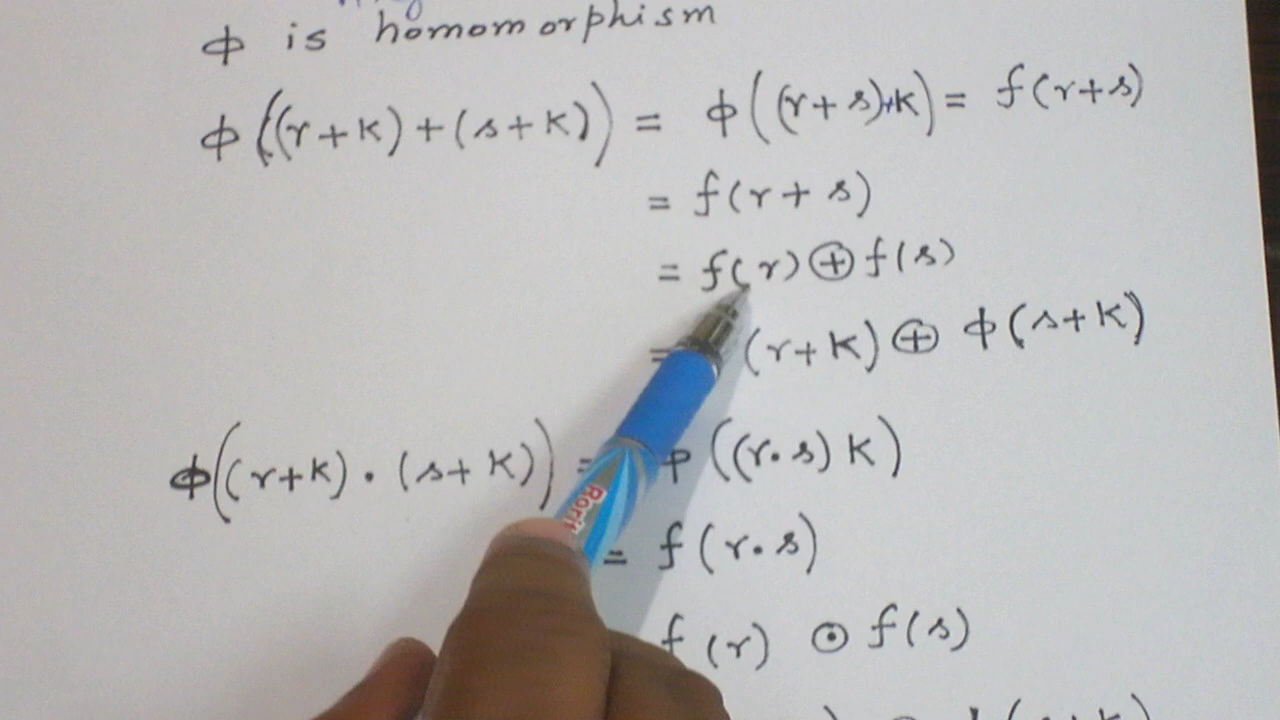 ϕ is homomorphism
ϕ((r+k)+(s+k)) = ϕ((r+s)+k) = f(r+s)
= f(r+s)
= f(r) ⊕ f(s)
= (r+k) ⊕ ϕ(s+k)
ϕ((r+k)·(s+k)) = ϕ((r·s)k)
= f(r·s)
f(r) ⊙ f(s)
Rorit